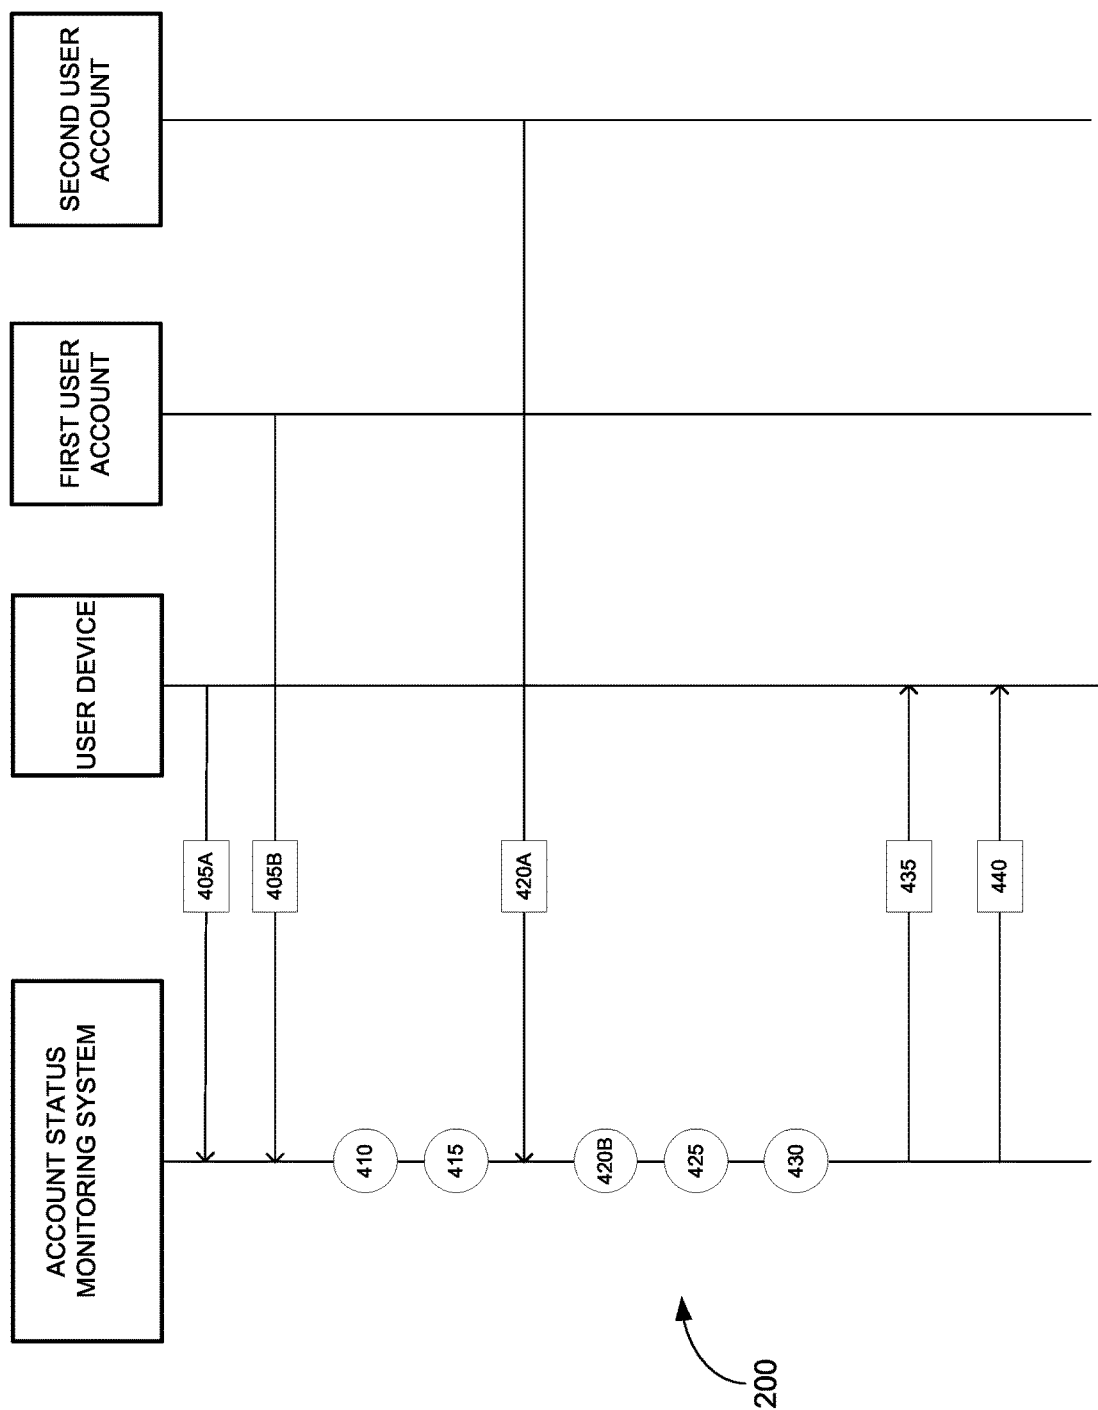 ACCOUNT STATUS
MONITORING SYSTEM
USER DEVICE
FIRST USER
ACCOUNT
SECOND USER
ACCOUNT
405A
405B
410
415
420A
420B
425
430
435
440
200